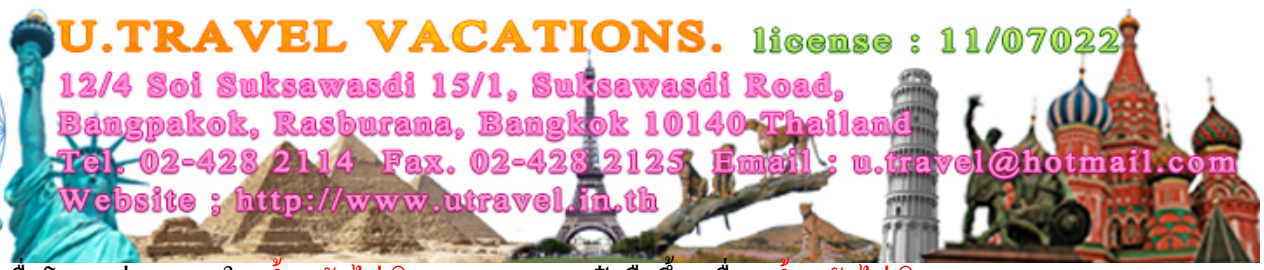 U.TRAVEL VACATIONS. license : 11/07022
12/4 Soi Suksawasdi 15/1, Suksawasdi Road,
Bangpakok, Rasburana, Bangkok 10140 Thailand
Tel. 02-428 2114 Fax. 02-428 2125 Email : u.travel@hotmail.com
Website ; http://www.utravel.in.th